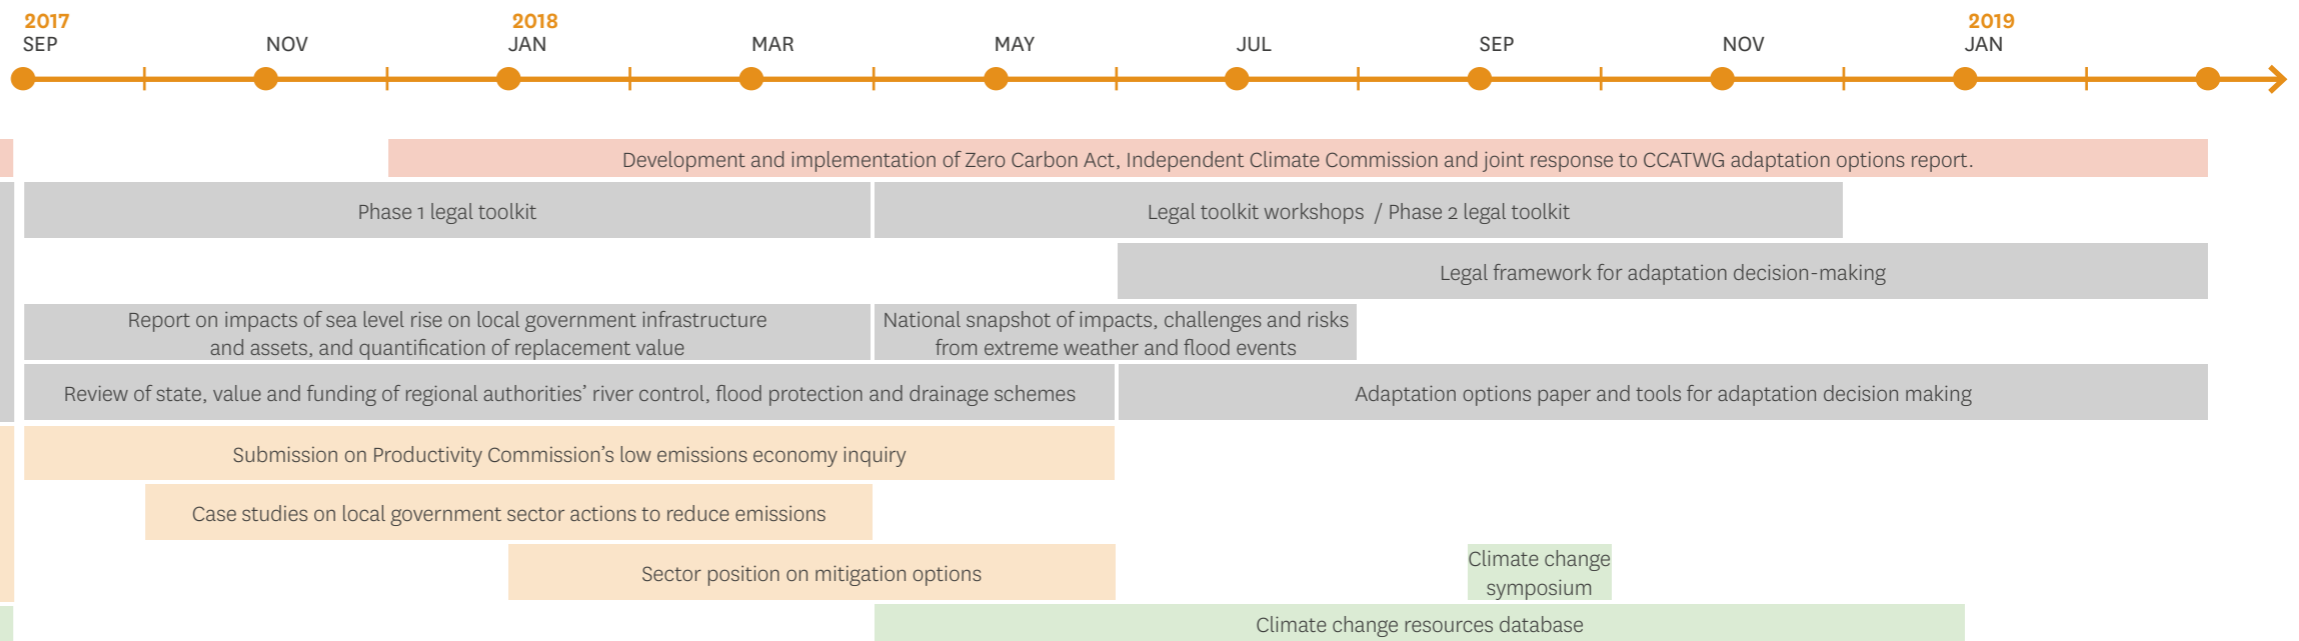 2017
2018
2019
SEP
NOV
JAN
MAR
MAY
JUL
SEP
NOV
JAN
Development and implementation of Zero Carbon Act, Independent Climate Commission and joint response to CCATWG adaptation options report.
Phase 1 legal toolkit
Legal toolkit workshops / Phase 2 legal toolkit
Legal framework for adaptation decision-making
Report on impacts of sea level rise on local government infrastructure
and assets, and quantification of replacement value
National snapshot of impacts, challenges and risks
from extreme weather and flood events
Review of state, value and funding of regional authorities’ river control, flood protection and drainage schemes
Adaptation options paper and tools for adaptation decision making
Submission on Productivity Commission’s low emissions economy inquiry
Case studies on local government sector actions to reduce emissions
Sector position on mitigation options
Climate change
symposium
Climate change resources database